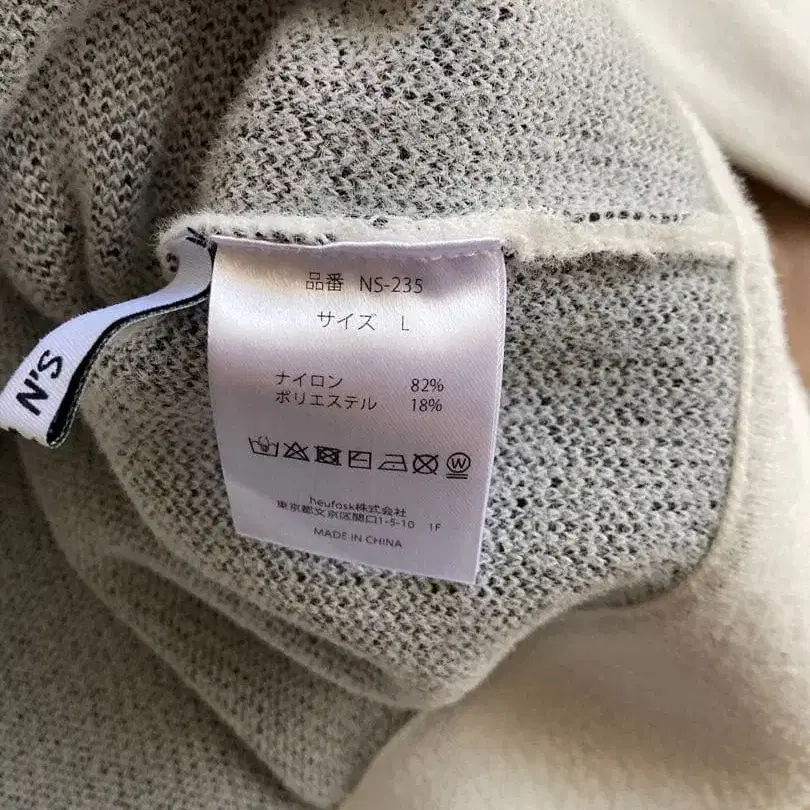 品番 NS-235
サイズ L
ナイロン 82%
ポリエステル 18%
heufosk株式会社
東京都文京区関口1-5-10 1F
MADE IN CHINA
S.N
W